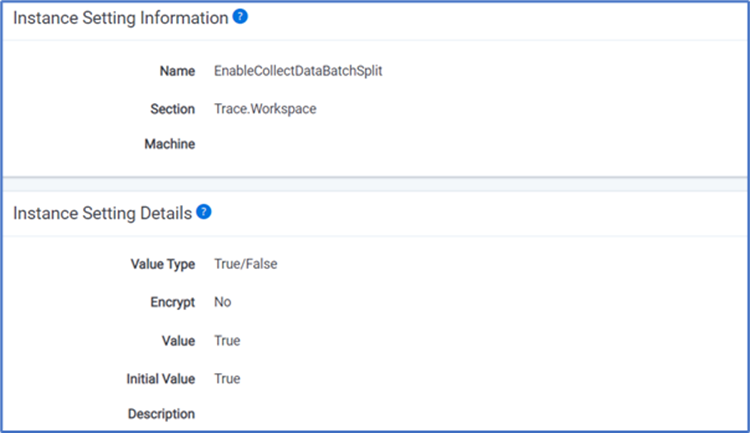 Instance Setting Information ?
Name EnableCollectDataBatchSplit
Section Trace.Workspace
Machine
Instance Setting Details ?
Value Type True/False
Encrypt No
Value True
Initial Value True
Description